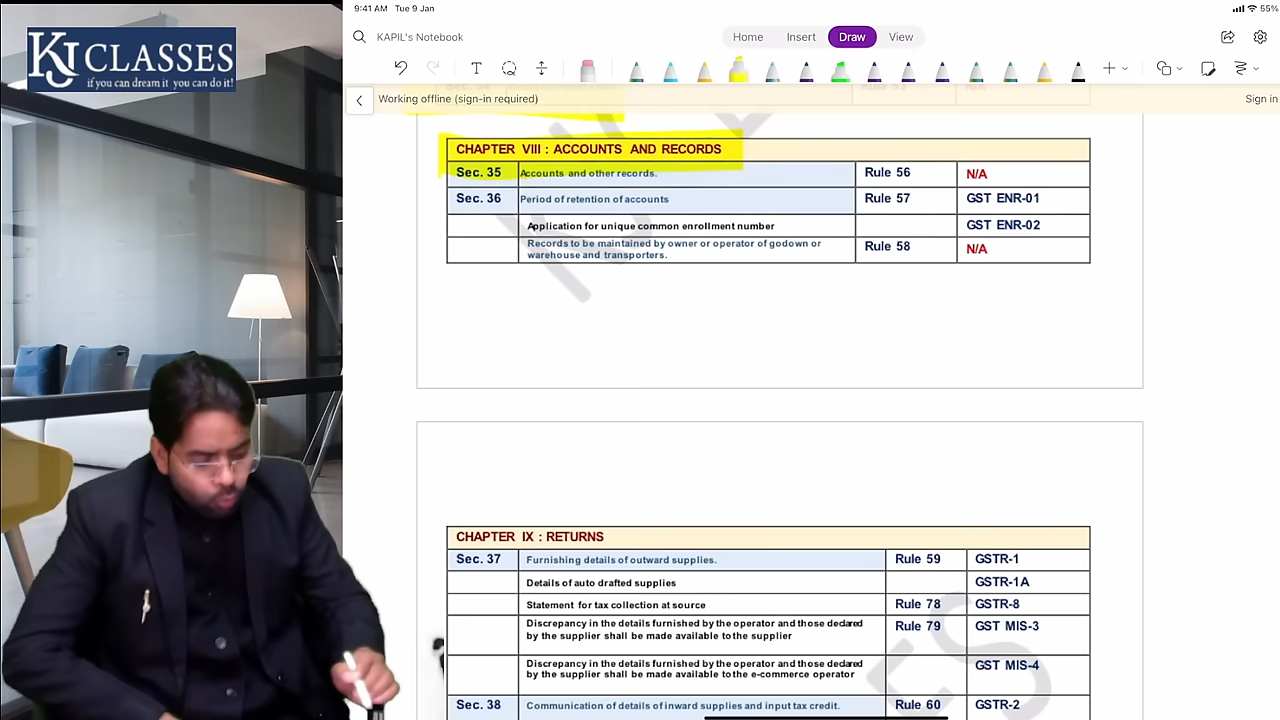 KJ CLASSES
if you can dream it you can do it!
9:41 AM Tue 9 Jan
55%
KAPIL's Notebook
Home Insert Draw View
Working offline (sign-in required)
Sign in
CHAPTER VIII : ACCOUNTS AND RECORDS
Sec. 35 Accounts and other records. Rule 56 N/A
Sec. 36 Period of retention of accounts Rule 57 GST ENR-01
Application for unique common enrollment number GST ENR-02
Records to be maintained by owner or operator of godown or
warehouse and transporters. Rule 58 N/A
CHAPTER IX : RETURNS
Sec. 37 Furnishing details of outward supplies. Rule 59 GSTR-1
Details of auto drafted supplies GSTR-1A
Statement for tax collection at source Rule 78 GSTR-8
Discrepancy in the details furnished by the operator and those declared
by the supplier shall be made available to the supplier Rule 79 GST MIS-3
Discrepancy in the details furnished by the operator and those declared
by the supplier shall be made available to the e-commerce operator GST MIS-4
Sec. 38 Communication of details of inward supplies and input tax credit. Rule 60 GSTR-2